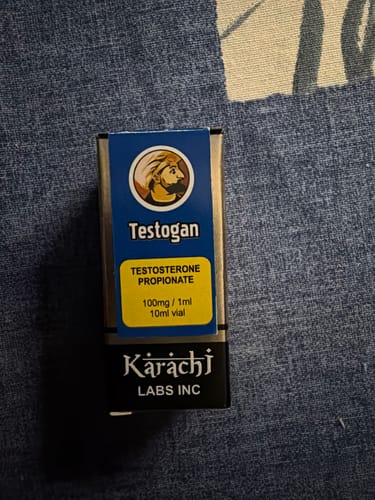 Testogan
TESTOSTERONE
PROPIONATE
100mg / 1ml
10ml vial
Karachi
LABS INC